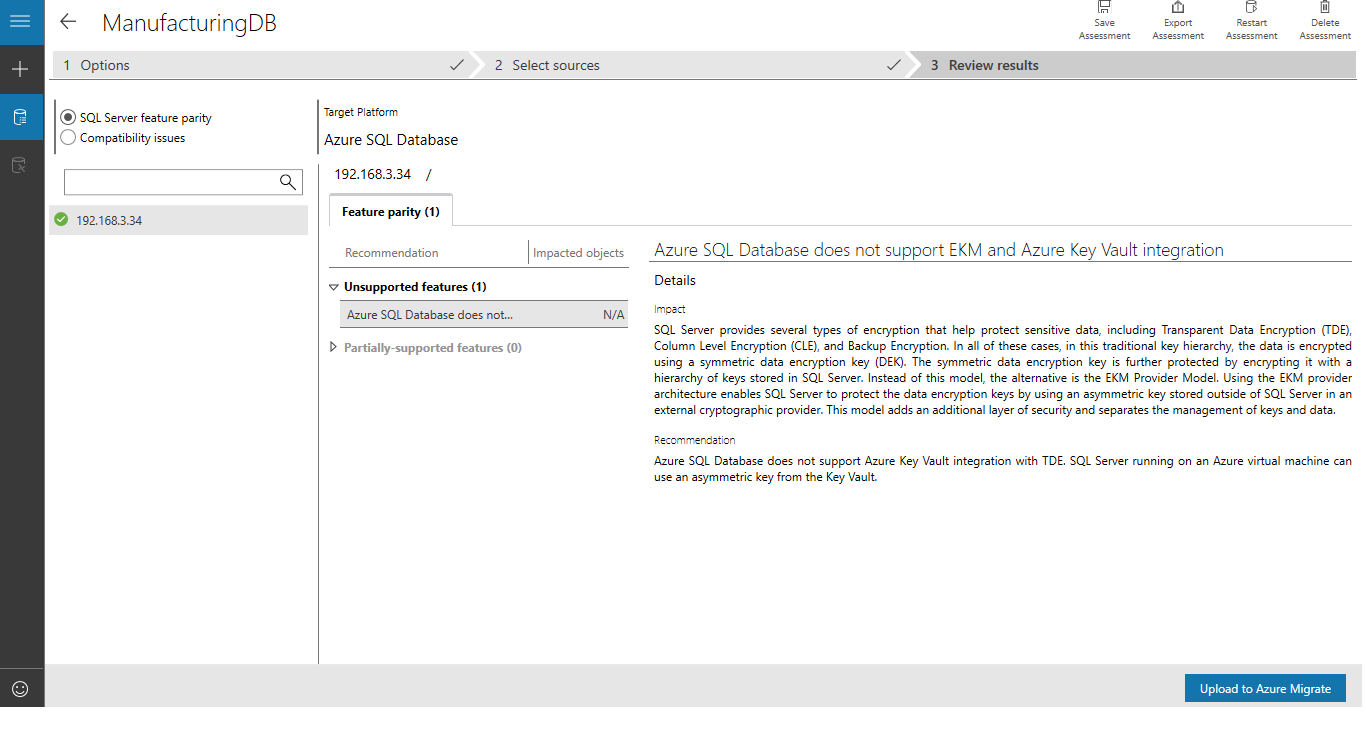 ManufacturingDB
Save Assessment
Export Assessment
Restart Assessment
Delete Assessment
1 Options
2 Select sources
3 Review results
SQL Server feature parity
Compatibility issues
192.168.3.34
Target Platform
Azure SQL Database
192.168.3.34 /
Feature parity (1)
Recommendation
Impacted objects
Unsupported features (1)
Azure SQL Database does not... N/A
Partially-supported features (0)
Azure SQL Database does not support EKM and Azure Key Vault integration
Details
Impact
SQL Server provides several types of encryption that help protect sensitive data, including Transparent Data Encryption (TDE),
Column Level Encryption (CLE), and Backup Encryption. In all of these cases, in this traditional key hierarchy, the data is encrypted
using a symmetric data encryption key (DEK). The symmetric data encryption key is further protected by encrypting it with a
hierarchy of keys stored in SQL Server. Instead of this model, the alternative is the EKM Provider Model. Using the EKM provider
architecture enables SQL Server to protect the data encryption keys by using an asymmetric key stored outside of SQL Server in an
external cryptographic provider. This model adds an additional layer of security and separates the management of keys and data.
Recommendation
Azure SQL Database does not support Azure Key Vault integration with TDE. SQL Server running on an Azure virtual machine can
use an asymmetric key from the Key Vault.
Upload to Azure Migrate